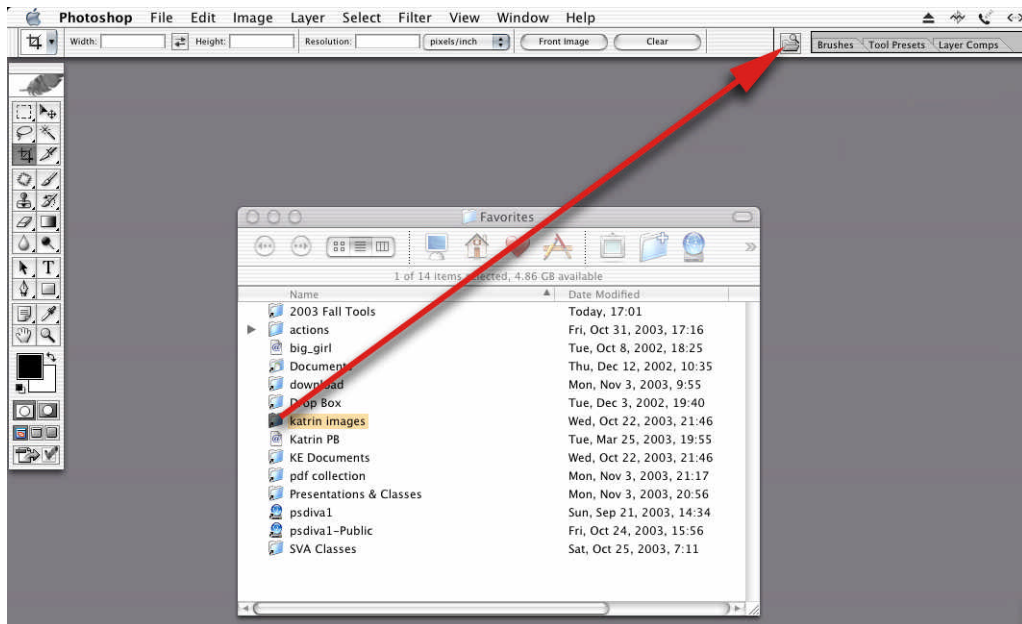 Photoshop File Edit Image Layer Select Filter View Window Help
Width: Height: Resolution: pixels/inch Front Image Clear Brushes Tool Presets Layer Comps
T
Favorites
1 of 14 items selected, 4.86 GB available
Name Date Modified
2003 Fall Tools Today, 17:01
actions Fri, Oct 31, 2003, 17:16
big_girl Tue, Oct 8, 2002, 18:25
Documents Thu, Dec 12, 2002, 10:35
download Mon, Nov 3, 2003, 9:55
Drop Box Tue, Dec 3, 2002, 19:40
katrin images Wed, Oct 22, 2003, 21:46
Katrin PB Tue, Mar 25, 2003, 19:55
KE Documents Wed, Oct 22, 2003, 21:46
pdf collection Mon, Nov 3, 2003, 21:17
Presentations & Classes Mon, Nov 3, 2003, 20:56
psdiva1 Sun, Sep 21, 2003, 14:34
psdiva1-Public Fri, Oct 24, 2003, 15:56
SVA Classes Sat, Oct 25, 2003, 7:11